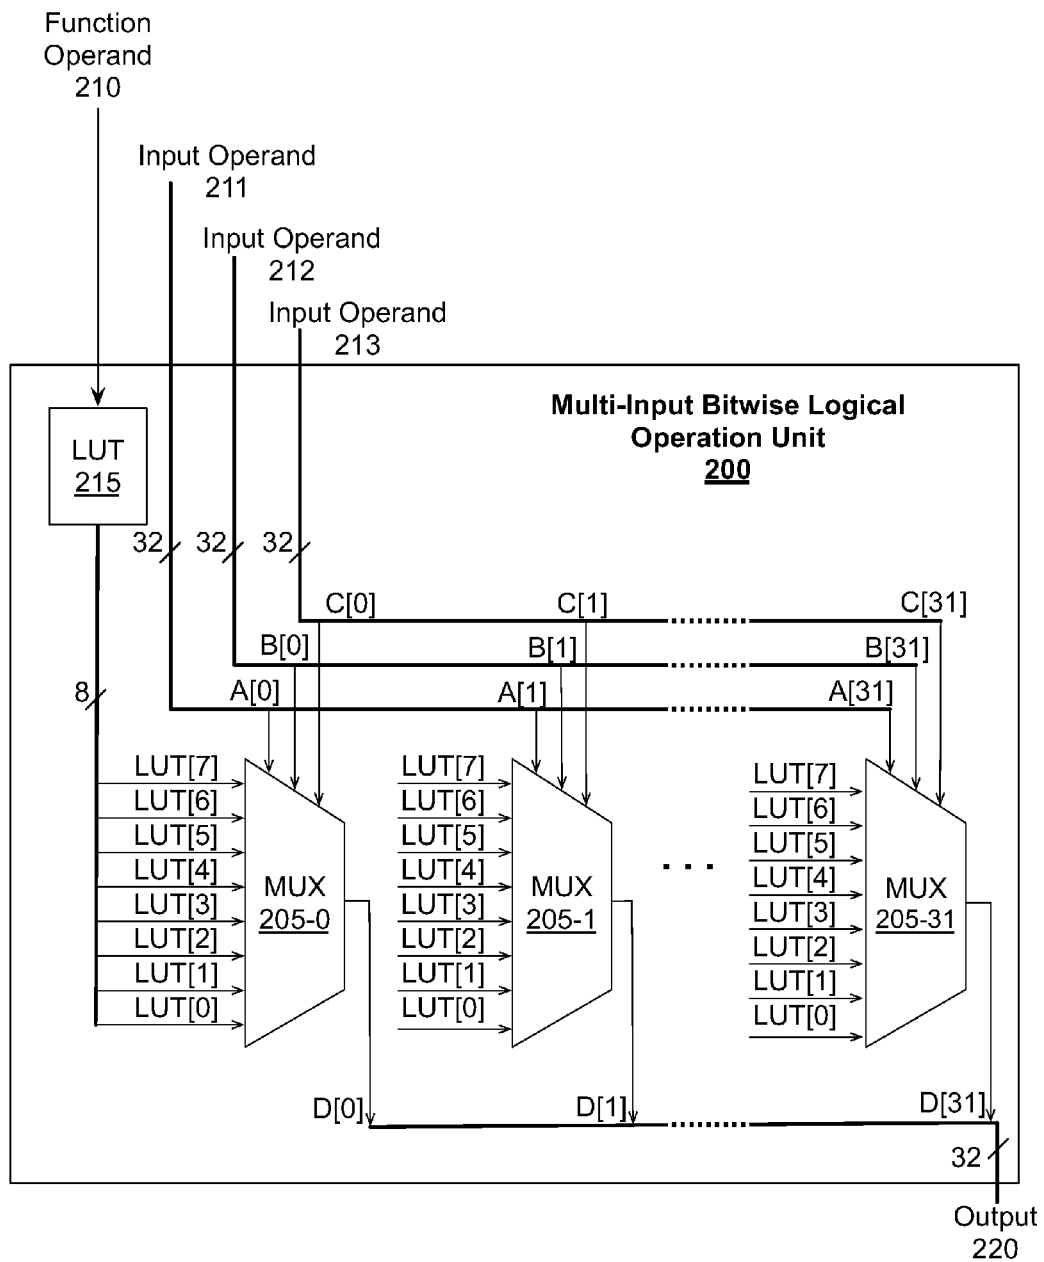 Function
Operand
210
Input Operand
211
Input Operand
212
Input Operand
213
Multi-Input Bitwise Logical
Operation Unit
200
LUT
215
32
32
32
C[0]
C[1]
C[31]
B[0]
B[1]
B[31]
8
A[0]
A[1]
A[31]
LUT[7]
LUT[6]
LUT[5]
LUT[4]
LUT[3]
LUT[2]
LUT[1]
LUT[0]
MUX
205-0
LUT[7]
LUT[6]
LUT[5]
LUT[4]
LUT[3]
LUT[2]
LUT[1]
LUT[0]
MUX
205-1
. . .
LUT[7]
LUT[6]
LUT[5]
LUT[4]
LUT[3]
LUT[2]
LUT[1]
LUT[0]
MUX
205-31
D[0]
D[1]
D[31]
32
Output
220